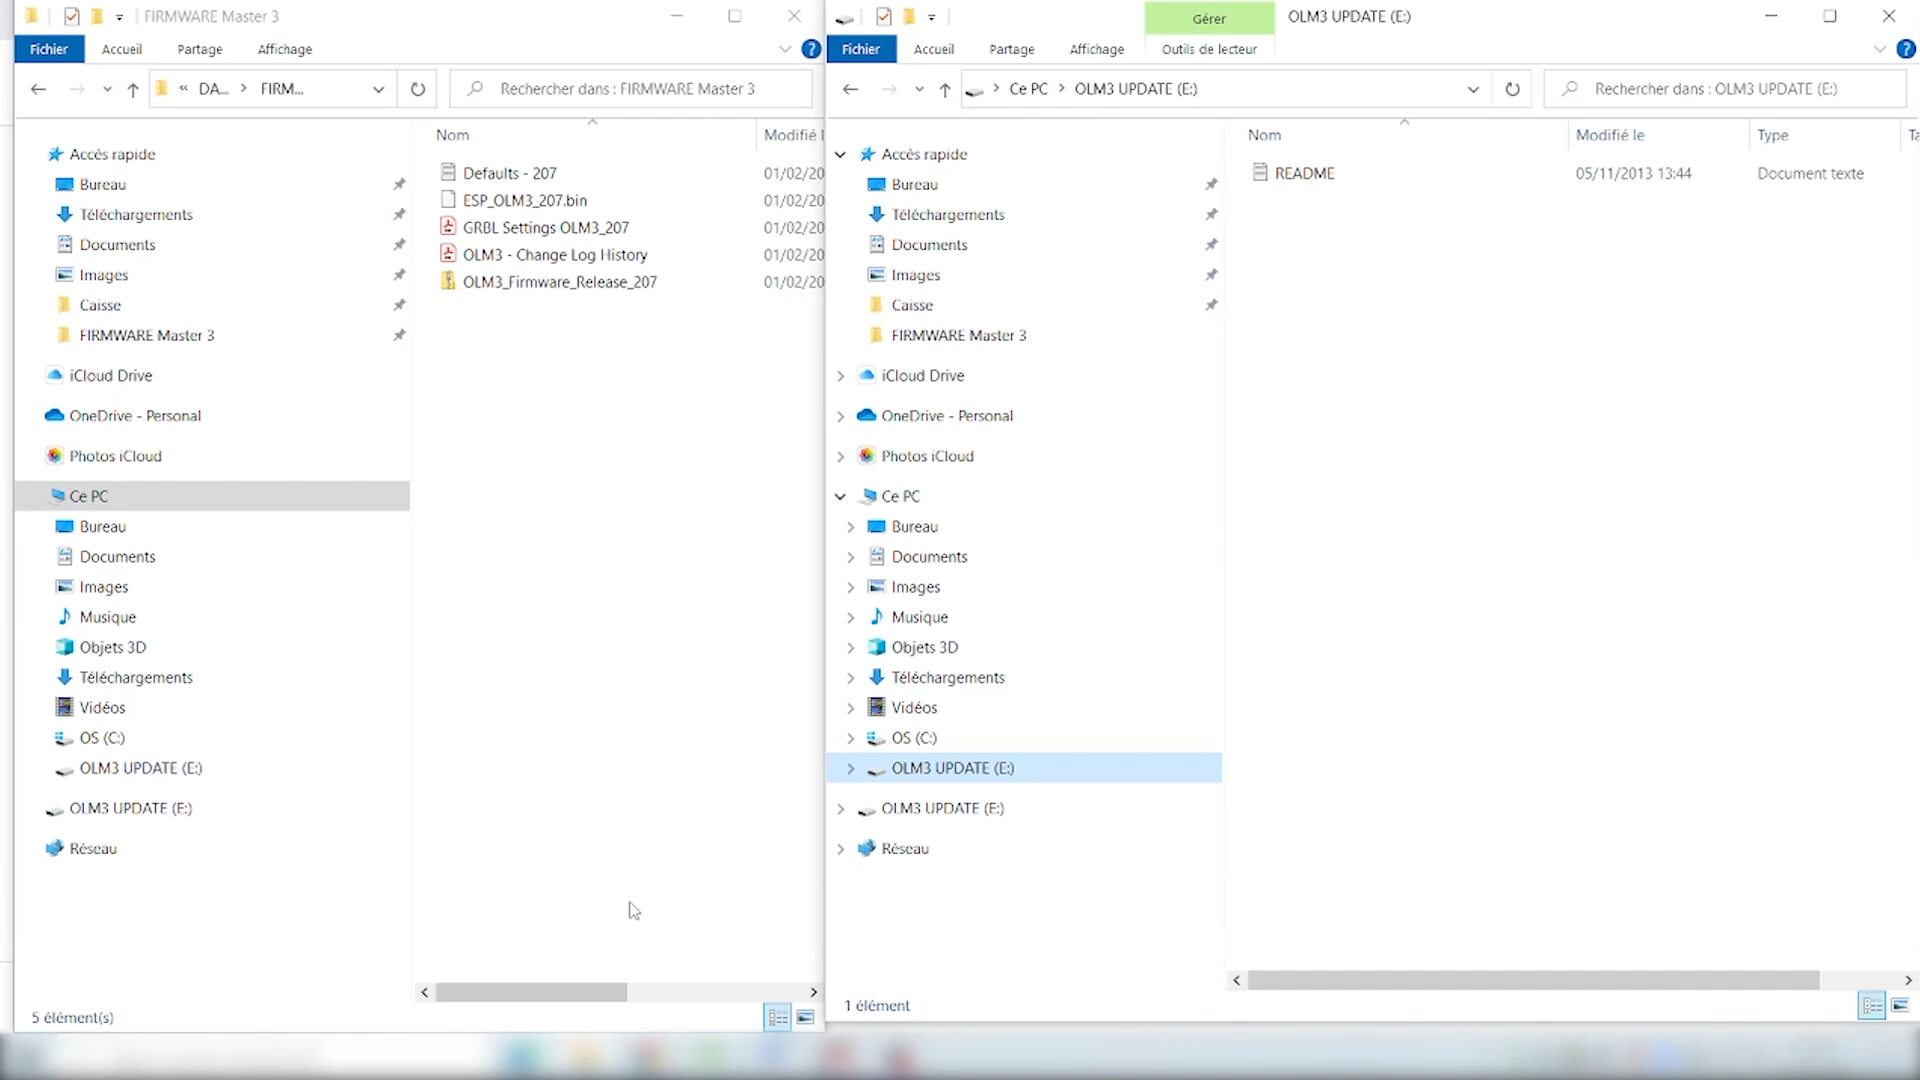 FIRMWARE Master 3
Fichier
Accueil
Partage
Affichage
« DA... > FIRM...
Rechercher dans : FIRMWARE Master 3
Nom
Modifié l
Accès rapide
Bureau
Téléchargements
Documents
Images
Caisse
FIRMWARE Master 3
iCloud Drive
OneDrive - Personal
Photos iCloud
Ce PC
Bureau
Documents
Images
Musique
Objets 3D
Téléchargements
Vidéos
OS (C:)
OLM3 UPDATE (E:)
OLM3 UPDATE (E:)
Réseau
Defaults - 207 01/02/20
ESP_OLM3_207.bin 01/02/20
GRBL Settings OLM3_207 01/02/20
OLM3 - Change Log History 01/02/20
OLM3_Firmware_Release_207 01/02/20
5 élément(s)
Gérer
OLM3 UPDATE (E:)
Fichier
Accueil
Partage
Affichage
Outils de lecteur
Ce PC > OLM3 UPDATE (E:)
Rechercher dans : OLM3 UPDATE (E:)
Nom
Modifié le
Type
Ta
Accès rapide
Bureau
Téléchargements
Documents
Images
Caisse
FIRMWARE Master 3
iCloud Drive
OneDrive - Personal
Photos iCloud
Ce PC
Bureau
Documents
Images
Musique
Objets 3D
Téléchargements
Vidéos
OS (C:)
OLM3 UPDATE (E:)
OLM3 UPDATE (E:)
Réseau
README 05/11/2013 13:44 Document texte
1 élément